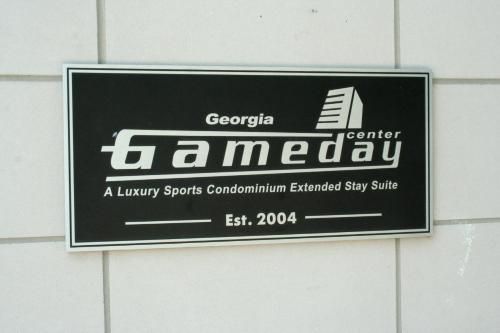 Georgia
Gameday center
A Luxury Sports Condominium Extended Stay Suite
Est. 2004